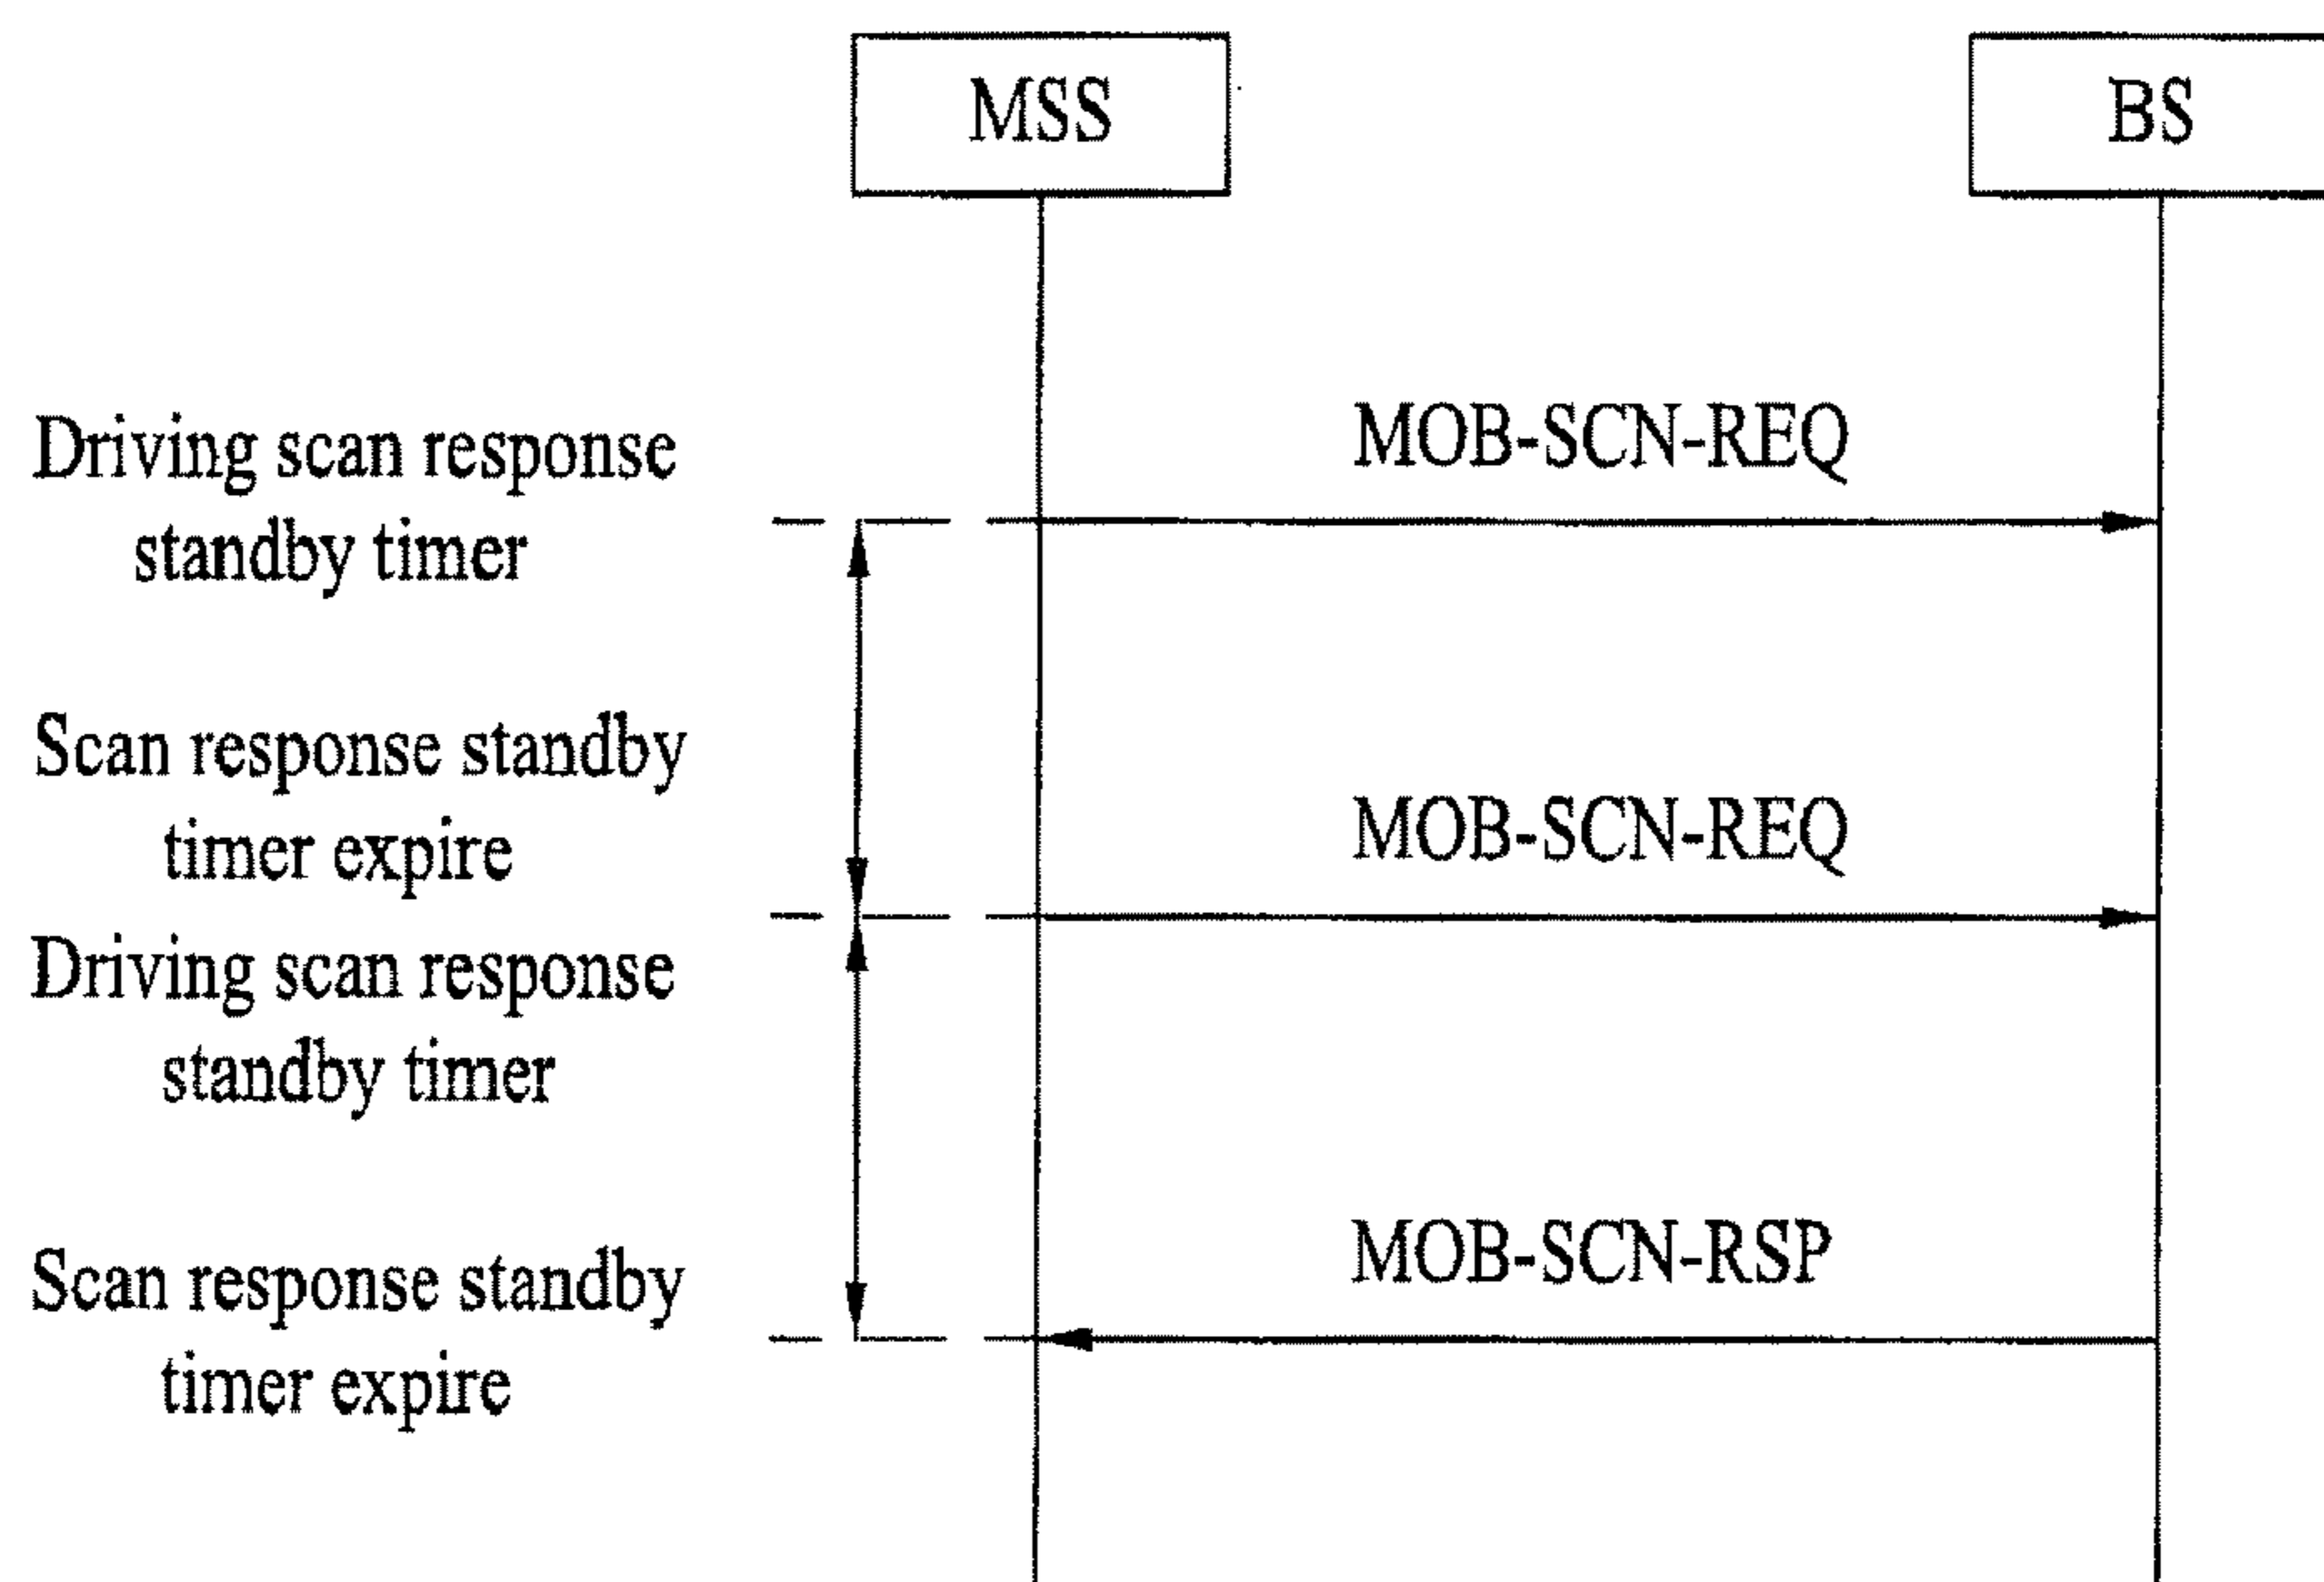 MSS
BS
Driving scan response
standby timer
MOB-SCN-REQ
Scan response standby
timer expire
MOB-SCN-REQ
Driving scan response
standby timer
MOB-SCN-RSP
Scan response standby
timer expire